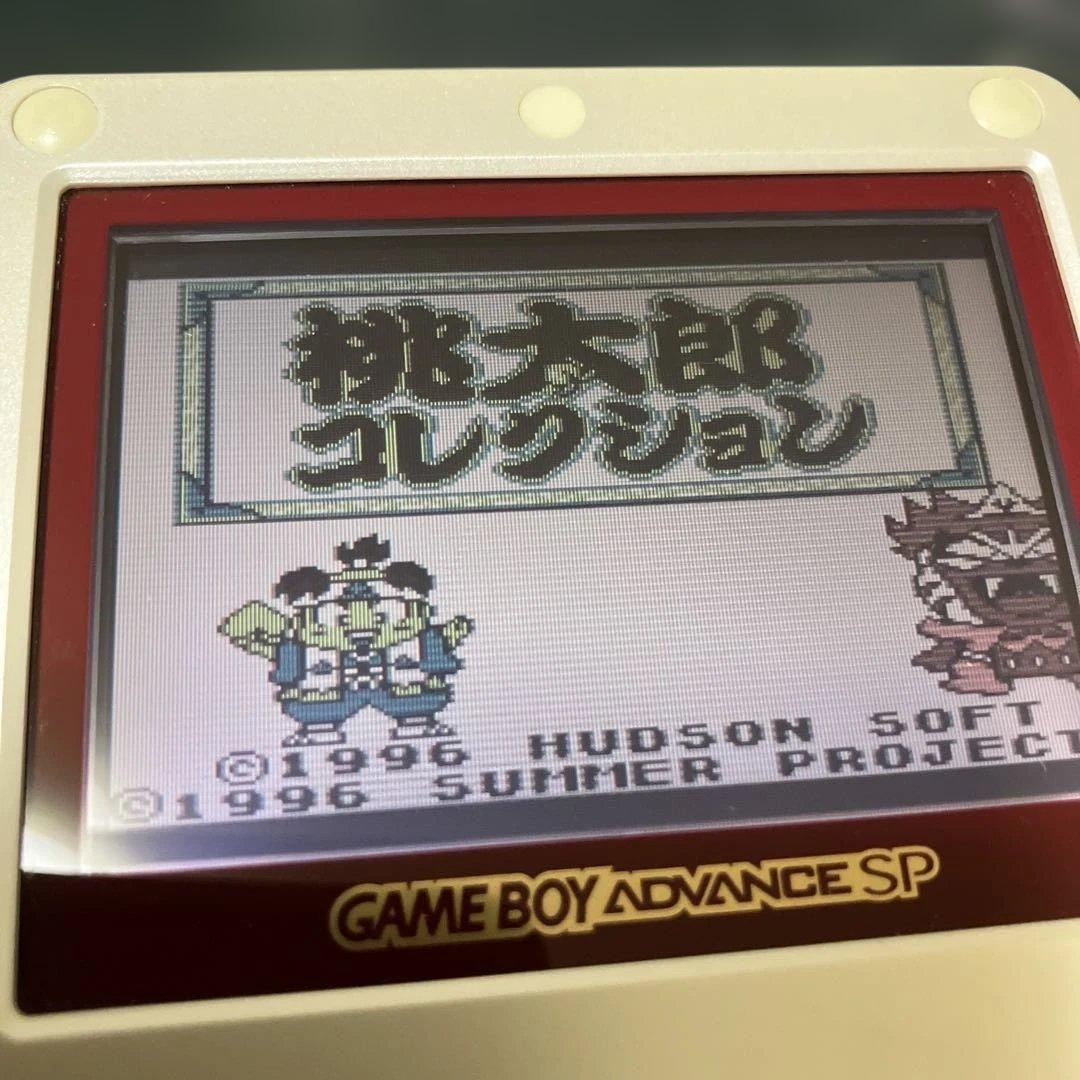 桃太郎
コレクション
©1996 HUDSON SOFT
©1996 SUMMER PROJECT
GAME BOY ADVANCE SP